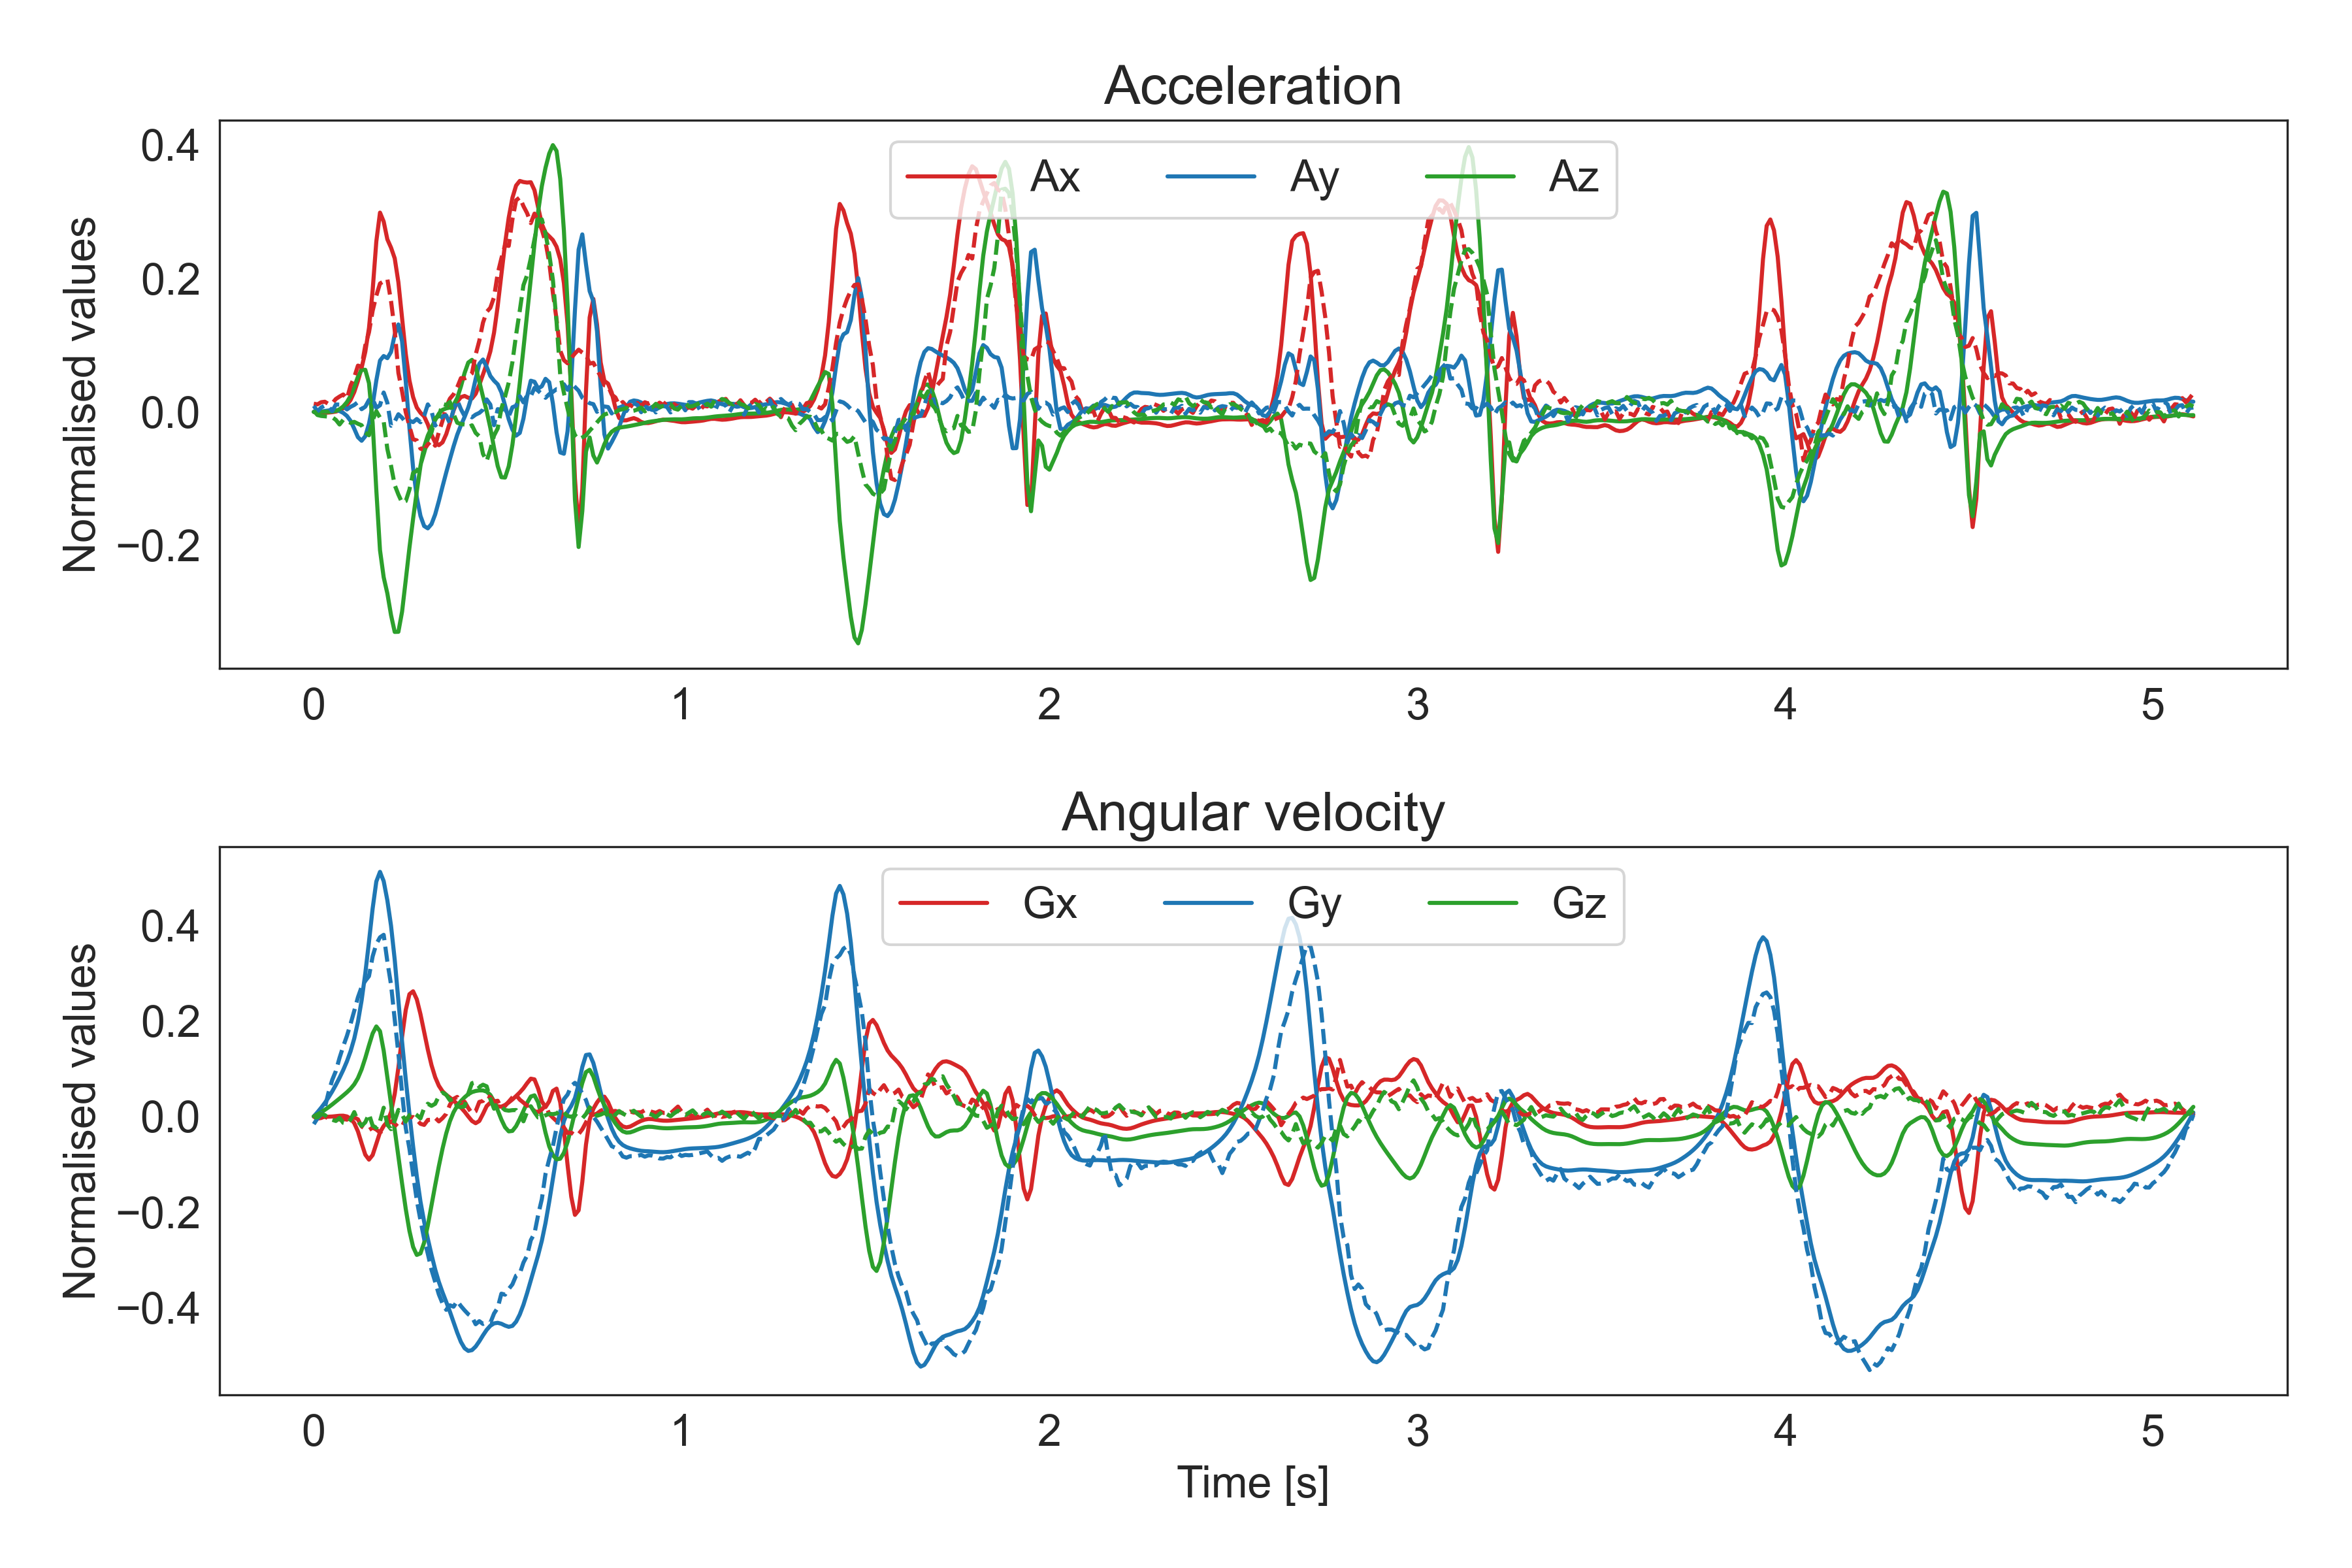 Acceleration
Normalised values
0.4
0.2
0.0
−0.2
Ax Ay Az
0 1 2 3 4 5
Angular velocity
Normalised values
0.4
0.2
0.0
−0.2
−0.4
Gx Gy Gz
0 1 2 3 4 5
Time [s]